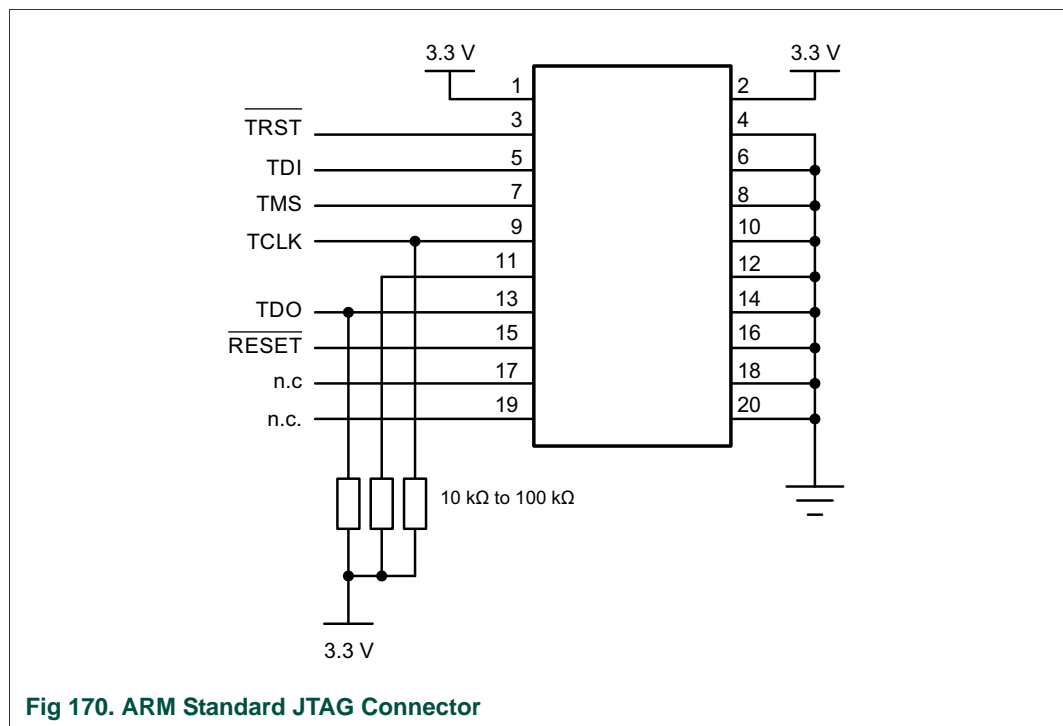 3.3 V 3.3 V
1 2
TRST 3 4
TDI 5 6
TMS 7 8
TCLK 9 10
11 12
TDO 13 14
RESET 15 16
n.c 17 18
n.c. 19 20
10 kΩ to 100 kΩ
3.3 V
Fig 170. ARM Standard JTAG Connector